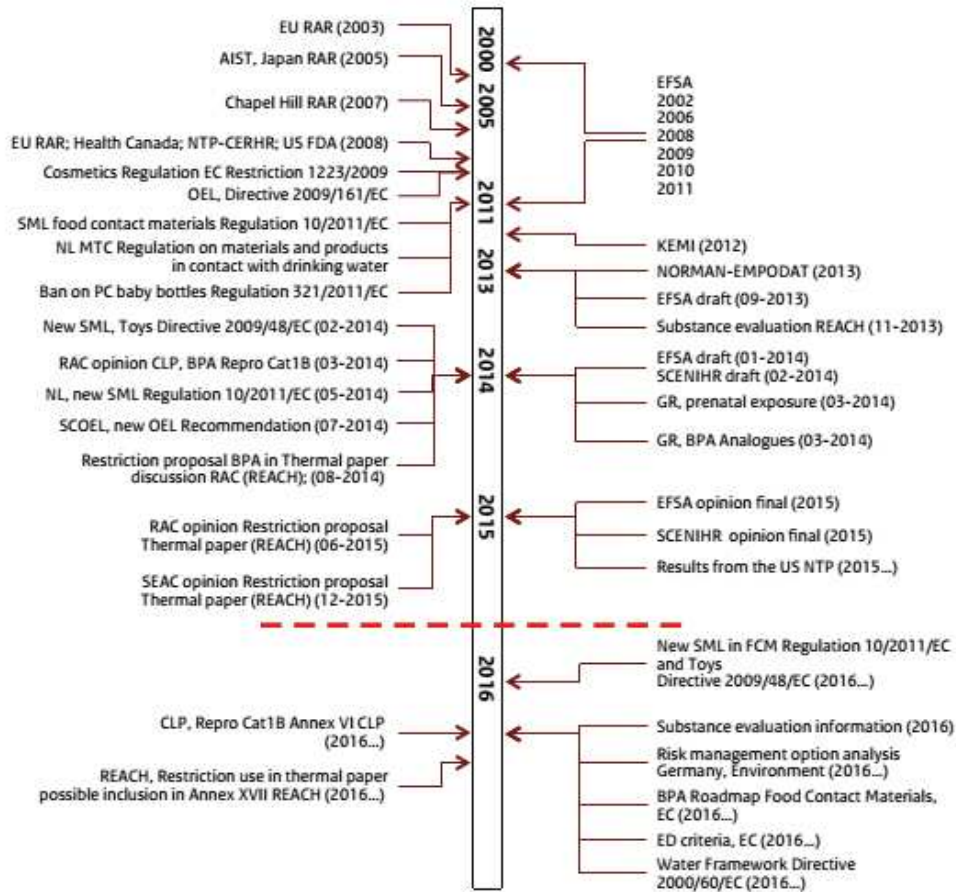 EU RAR (2003)
AIST, Japan RAR (2005)
Chapel Hill RAR (2007)
EU RAR; Health Canada; NTP-CERHR; US FDA (2008)
Cosmetics Regulation EC Restriction 1223/2009
OEL, Directive 2009/161/EC
SML food contact materials Regulation 10/2011/EC
NL MTC Regulation on materials and products
in contact with drinking water
Ban on PC baby bottles Regulation 321/2011/EC
New SML, Toys Directive 2009/48/EC (02-2014)
RAC opinion CLP, BPA Repro Cat1B (03-2014)
NL, new SML Regulation 10/2011/EC (05-2014)
SCOEL, new OEL Recommendation (07-2014)
Restriction proposal BPA in Thermal paper
discussion RAC (REACH); (08-2014)
RAC opinion Restriction proposal
Thermal paper (REACH) (06-2015)
SEAC opinion Restriction proposal
Thermal paper (REACH) (12-2015)
CLP, Repro Cat1B Annex VI CLP
(2016...)
REACH, Restriction use in thermal paper
possible inclusion in Annex XVII REACH (2016...)
2000
2005
2011
2013
2014
2015
2016
EFSA
2002
2006
2008
2009
2010
2011
KEMI (2012)
NORMAN-EMPODAT (2013)
EFSA draft (09-2013)
Substance evaluation REACH (11-2013)
EFSA draft (01-2014)
SCENIHR draft (02-2014)
GR, prenatal exposure (03-2014)
GR, BPA Analogues (03-2014)
EFSA opinion final (2015)
SCENIHR opinion final (2015)
Results from the US NTP (2015...)
New SML in FCM Regulation 10/2011/EC
and Toys
Directive 2009/48/EC (2016...)
Substance evaluation information (2016)
Risk management option analysis
Germany, Environment (2016...)
BPA Roadmap Food Contact Materials,
EC (2016...)
ED criteria, EC (2016...)
Water Framework Directive
2000/60/EC (2016...)